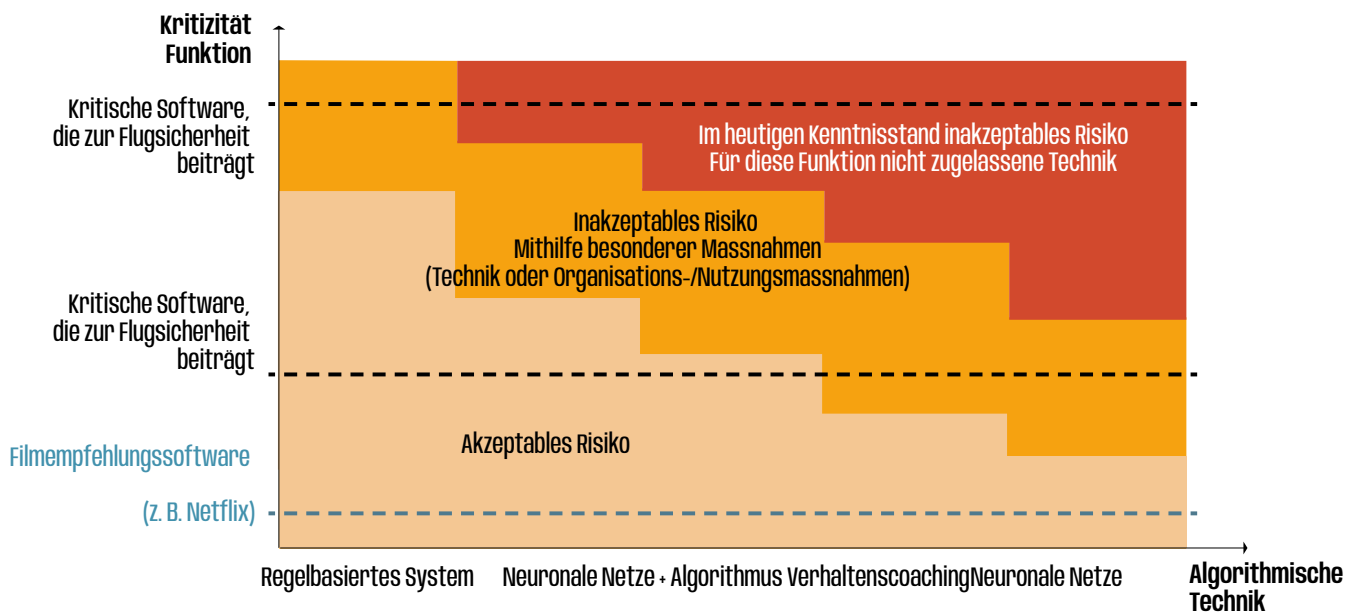 Kritizität
Funktion
Kritische Software,
die zur Flugsicherheit
beiträgt
Im heutigen Kenntnisstand inakzeptables Risiko
Für diese Funktion nicht zugelassene Technik
Inakzeptables Risiko
Mithilfe besonderer Massnahmen
(Technik oder Organisations-/Nutzungsmassnahmen)
Kritische Software,
die zur Flugsicherheit
beiträgt
Akzeptables Risiko
Filmempfehlungssoftware
(z. B. Netflix)
Regelbasiertes System
Neuronale Netze + Algorithmus Verhaltenscoaching
Neuronale Netze
Algorithmische
Technik